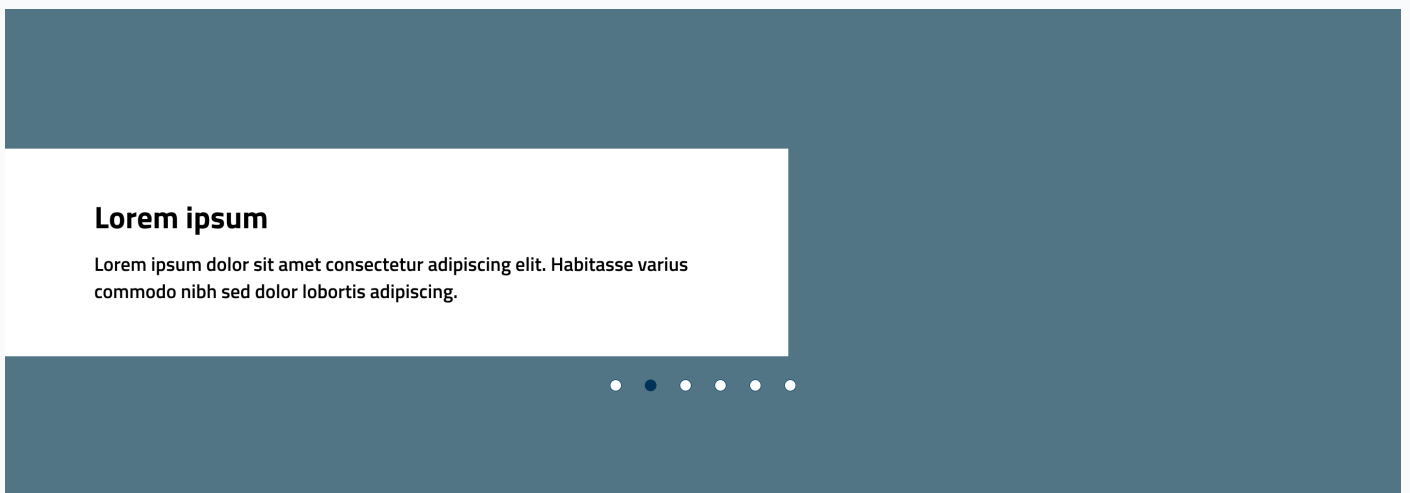 Lorem ipsum
Lorem ipsum dolor sit amet consectetur adipiscing elit. Habitasse varius
commodo nibh sed dolor lobortis adipiscing.